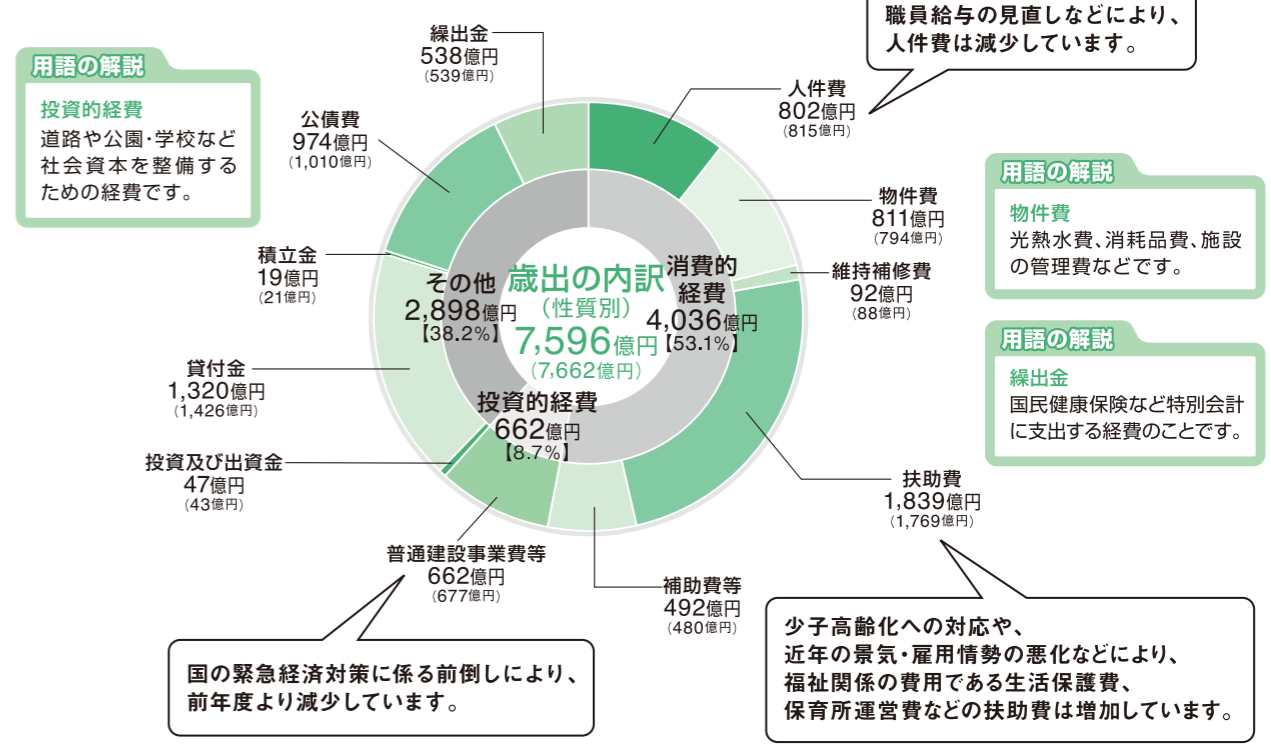 職員給与の見直しなどにより、
人件費は減少しています。
繰出金
538億円
(539億円)
用語の解説
投資的経費
道路や公園・学校など
社会資本を整備する
ための経費です。
公債費
974億円
(1,010億円)
人件費
802億円
(815億円)
用語の解説
物件費
光熱水費、消耗品費、施設
の管理費などです。
物件費
811億円
(794億円)
積立金
19億円
(21億円)
維持補修費
92億円
(88億円)
その他
2,898億円
【38.2%】
歳出の内訳
(性質別)
7,596億円
(7,662億円)
消費的
経費
4,036億円
【53.1%】
投資的経費
662億円
【8.7%】
用語の解説
繰出金
国民健康保険など特別会計
に支出する経費のことです。
貸付金
1,320億円
(1,426億円)
投資及び出資金
47億円
(43億円)
扶助費
1,839億円
(1,769億円)
普通建設事業費等
662億円
(677億円)
補助費等
492億円
(480億円)
国の緊急経済対策に係る前倒しにより、
前年度より減少しています。
少子高齢化への対応や、
近年の景気・雇用情勢の悪化などにより、
福祉関係の費用である生活保護費、
保育所運営費などの扶助費は増加しています。